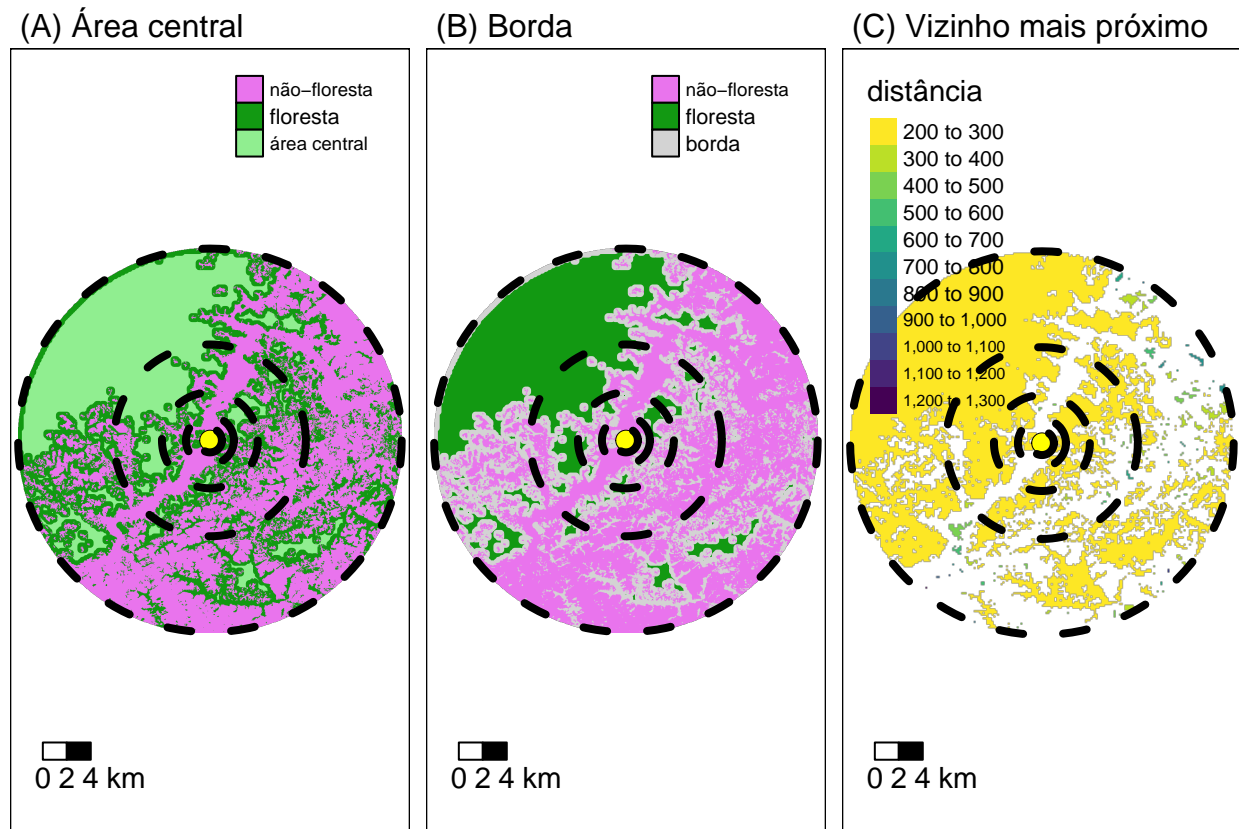 (A) Área central
não−floresta
floresta
área central
0 2 4 km
(B) Borda
não−floresta
floresta
borda
0 2 4 km
(C) Vizinho mais próximo
distância
200 to 300
300 to 400
400 to 500
500 to 600
600 to 700
700 to 800
800 to 900
900 to 1,000
1,000 to 1,100
1,100 to 1,200
1,200 to 1,300
0 2 4 km